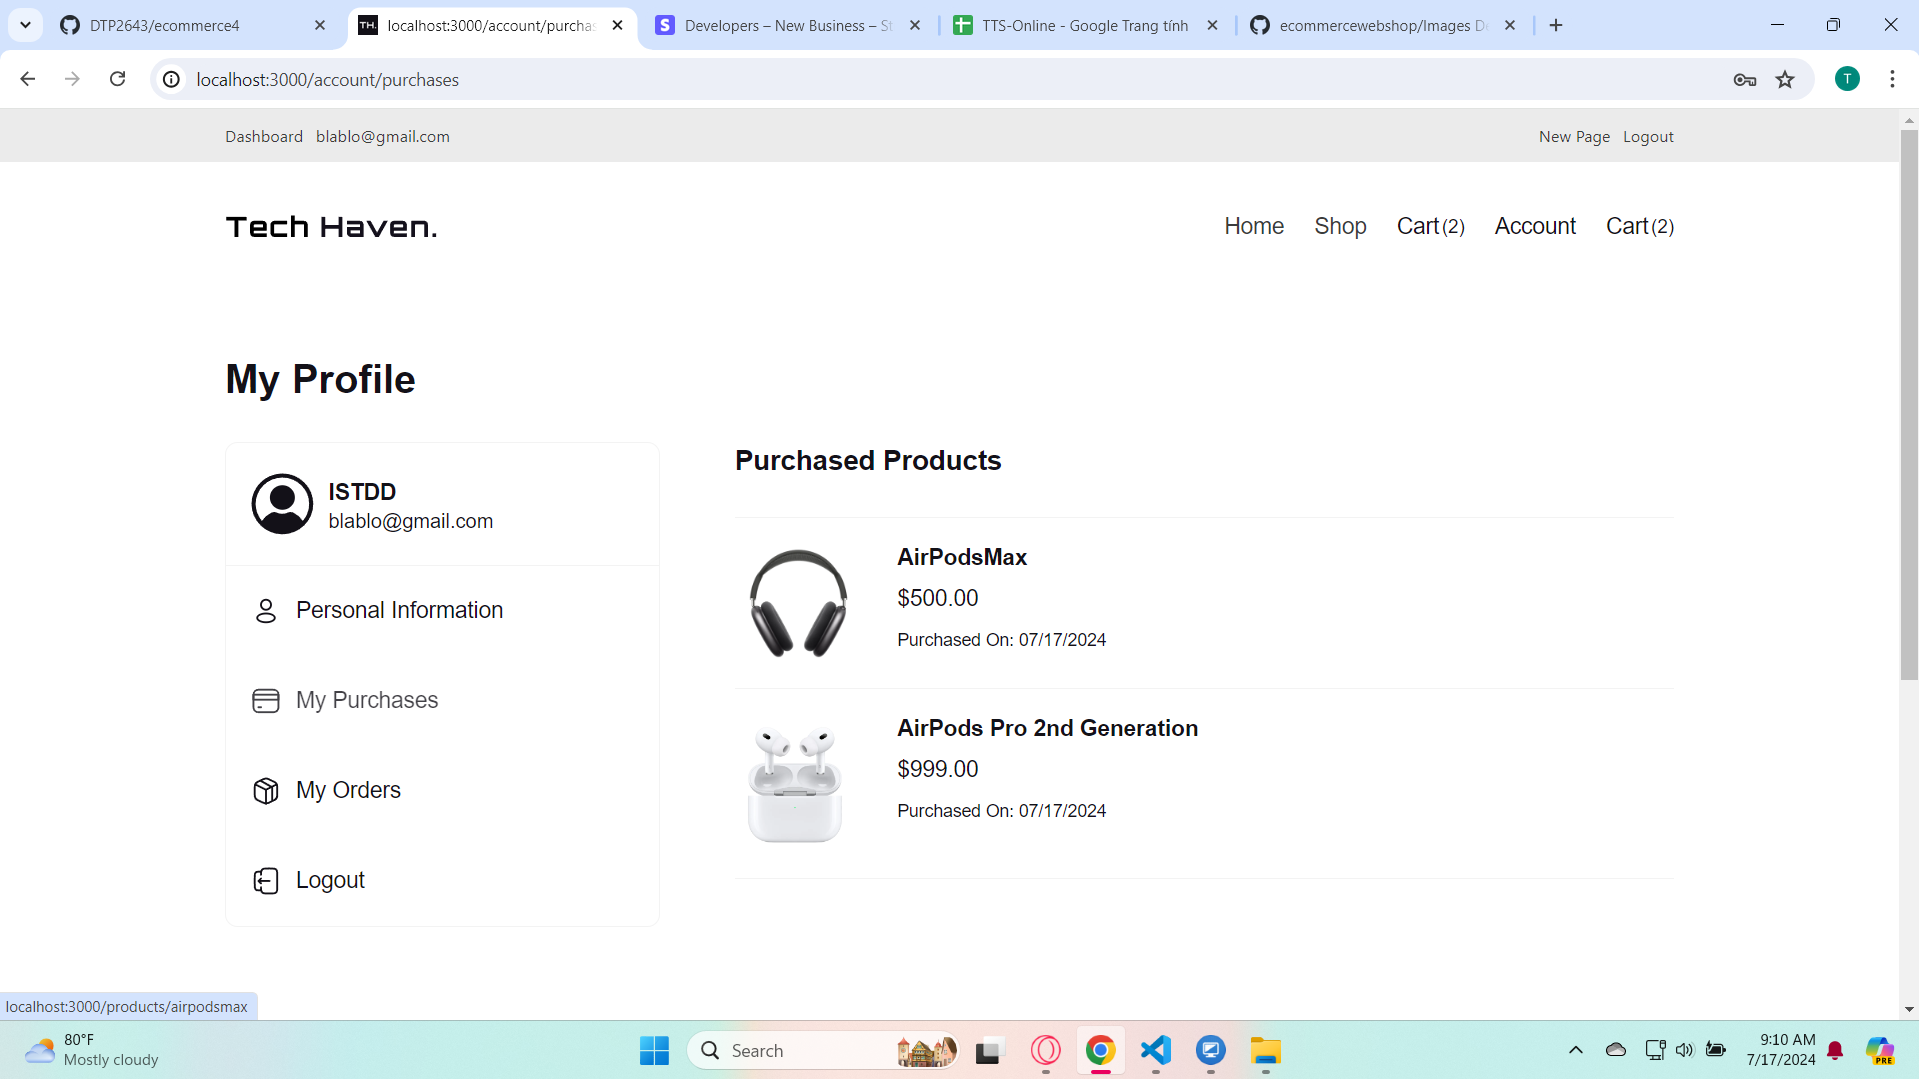 DTP2643/ecommerce4
localhost:3000/account/purchas
Developers – New Business – St
TTS-Online - Google Trang tính
ecommercewebshop/Images De
localhost:3000/account/purchases
T
Dashboard blablo@gmail.com
New Page Logout
Tech Haven.
Home Shop Cart(2) Account Cart(2)
My Profile
ISTDD
blablo@gmail.com
Personal Information
My Purchases
My Orders
Logout
Purchased Products
AirPodsMax
$500.00
Purchased On: 07/17/2024
AirPods Pro 2nd Generation
$999.00
Purchased On: 07/17/2024
localhost:3000/products/airpodsmax
80°F
Mostly cloudy
Search
9:10 AM
7/17/2024
PRE
TH.
S